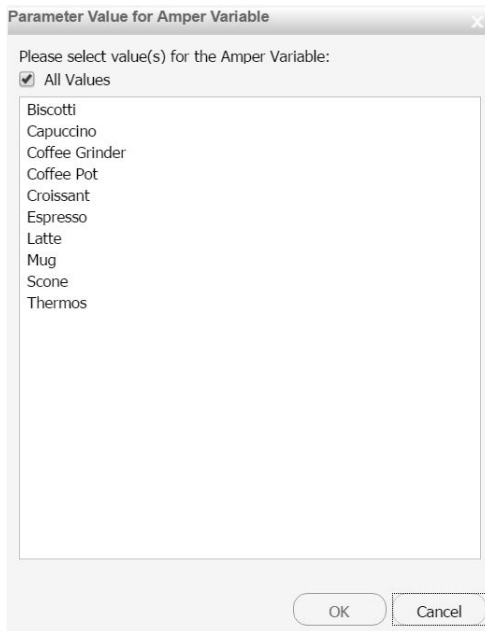 Parameter Value for Amper Variable
Please select value(s) for the Amper Variable:
All Values
Biscotti
Capuccino
Coffee Grinder
Coffee Pot
Croissant
Espresso
Latte
Mug
Scone
Thermos
OK Cancel